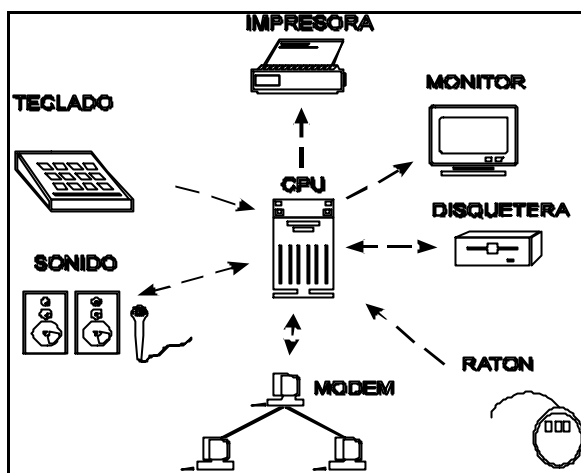 IMPRESORA
MONITOR
TECLADO
CPU
DISQUETERA
SONIDO
RATON
MODEM